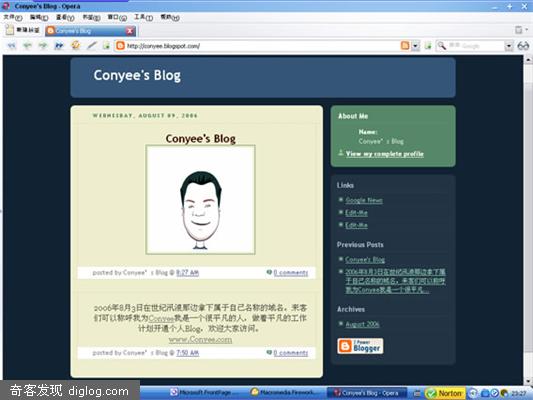 Conyee's Blog - Opera
文件(F) 编辑(E) 查看(V) 书签(B) 窗口(O) 工具(T) 帮助(H)
新建标签 Conyee's Blog
http://conyee.blogspot.com/ Google
Conyee's Blog
WEDNESDAY, AUGUST 09, 2006
Conyee's Blog
posted by Conyee’s Blog @ 8:27 AM 0 comments
2006年8月3日在世纪汛浪那边拿下属于自己名称的域名。来客
们可以称呼我为Conyee我是一个很平凡的人，做着平凡的工作
计划开通个人Blog，欢迎大家访问。
www.Conyee.com
posted by Conyee’s Blog @ 7:50 AM 0 comments
About Me
Name:
Conyee’s Blog
View my complete profile
Links
Google News
Edit-Me
Edit-Me
Previous Posts
Conyee's Blog
2006年8月3日在世纪汛浪那边拿下属
于自己名称的域名。来客们可以称呼
我为Conyee我是一个很平凡...
Archives
August 2006
I Power
Blogger
Microsoft FrontPage Macromedia Firework... Conyee's Blog - Opera Norton 23:27
奇客发现 diglog.com